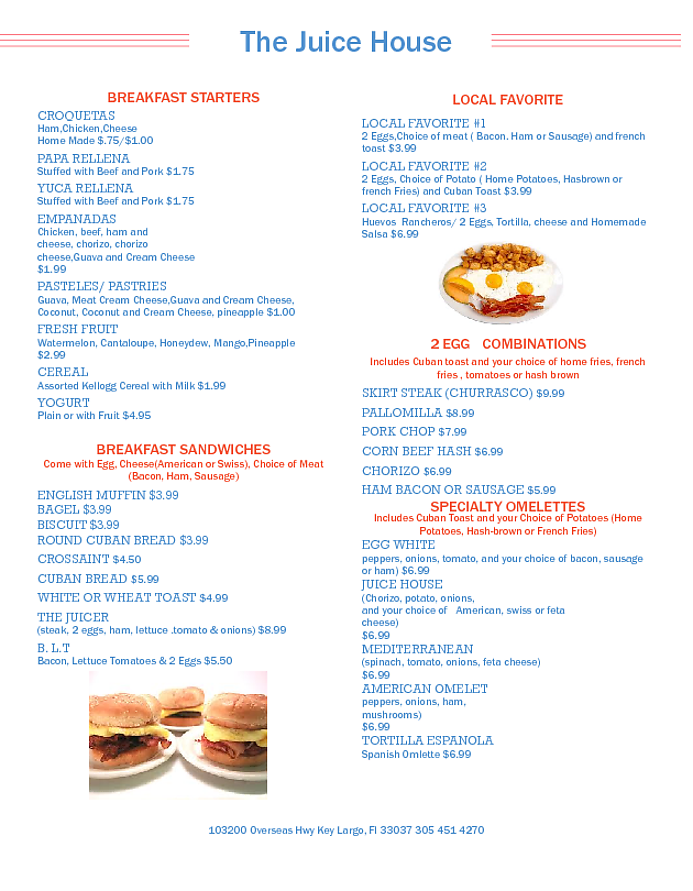 The Juice House
BREAKFAST STARTERS
CROQUETAS
Ham,Chicken,Cheese
Home Made $.75/$1.00
PAPA RELLENA
Stuffed with Beef and Pork $1.75
YUCA RELLENA
Stuffed with Beef and Pork $1.75
EMPANADAS
Chicken, beef, ham and
cheese, chorizo, chorizo
cheese,Guava and Cream Cheese
$1.99
PASTELES/ PASTRIES
Guava, Meat Cream Cheese,Guava and Cream Cheese,
Coconut, Coconut and Cream Cheese, pineapple $1.00
FRESH FRUIT
Watermelon, Cantaloupe, Honeydew, Mango,Pineapple
$2.99
CEREAL
Assorted Kellogg Cereal with Milk $1.99
YOGURT
Plain or with Fruit $4.95
BREAKFAST SANDWICHES
Come with Egg, Cheese(American or Swiss), Choice of Meat
(Bacon, Ham, Sausage)
ENGLISH MUFFIN $3.99
BAGEL $3.99
BISCUIT $3.99
ROUND CUBAN BREAD $3.99
CROSSAINT $4.50
CUBAN BREAD $5.99
WHITE OR WHEAT TOAST $4.99
THE JUICER
(steak, 2 eggs, ham, lettuce .tomato & onions) $8.99
B. L.T
Bacon, Lettuce Tomatoes & 2 Eggs $5.50
LOCAL FAVORITE
LOCAL FAVORITE #1
2 Eggs,Choice of meat ( Bacon. Ham or Sausage) and french
toast $3.99
LOCAL FAVORITE #2
2 Eggs, Choice of Potato ( Home Potatoes, Hasbrown or
french Fries) and Cuban Toast $3.99
LOCAL FAVORITE #3
Huevos Rancheros/ 2 Eggs, Tortilla, cheese and Homemade
Salsa $6.99
2 EGG COMBINATIONS
Includes Cuban toast and your choice of home fries, french
fries , tomatoes or hash brown
SKIRT STEAK (CHURRASCO) $9.99
PALLOMILLA $8.99
PORK CHOP $7.99
CORN BEEF HASH $6.99
CHORIZO $6.99
HAM BACON OR SAUSAGE $5.99
SPECIALTY OMELETTES
Includes Cuban Toast and your Choice of Potatoes (Home
Potatoes, Hash-brown or French Fries)
EGG WHITE
peppers, onions, tomato, and your choice of bacon, sausage
or ham) $6.99
JUICE HOUSE
(Chorizo, potato, onions,
and your choice of American, swiss or feta
cheese)
$6.99
MEDITERRANEAN
(spinach, tomato, onions, feta cheese)
$6.99
AMERICAN OMELET
peppers, onions, ham,
mushrooms)
$6.99
TORTILLA ESPANOLA
Spanish Omlette $6.99
103200 Overseas Hwy Key Largo, Fl 33037 305 451 4270